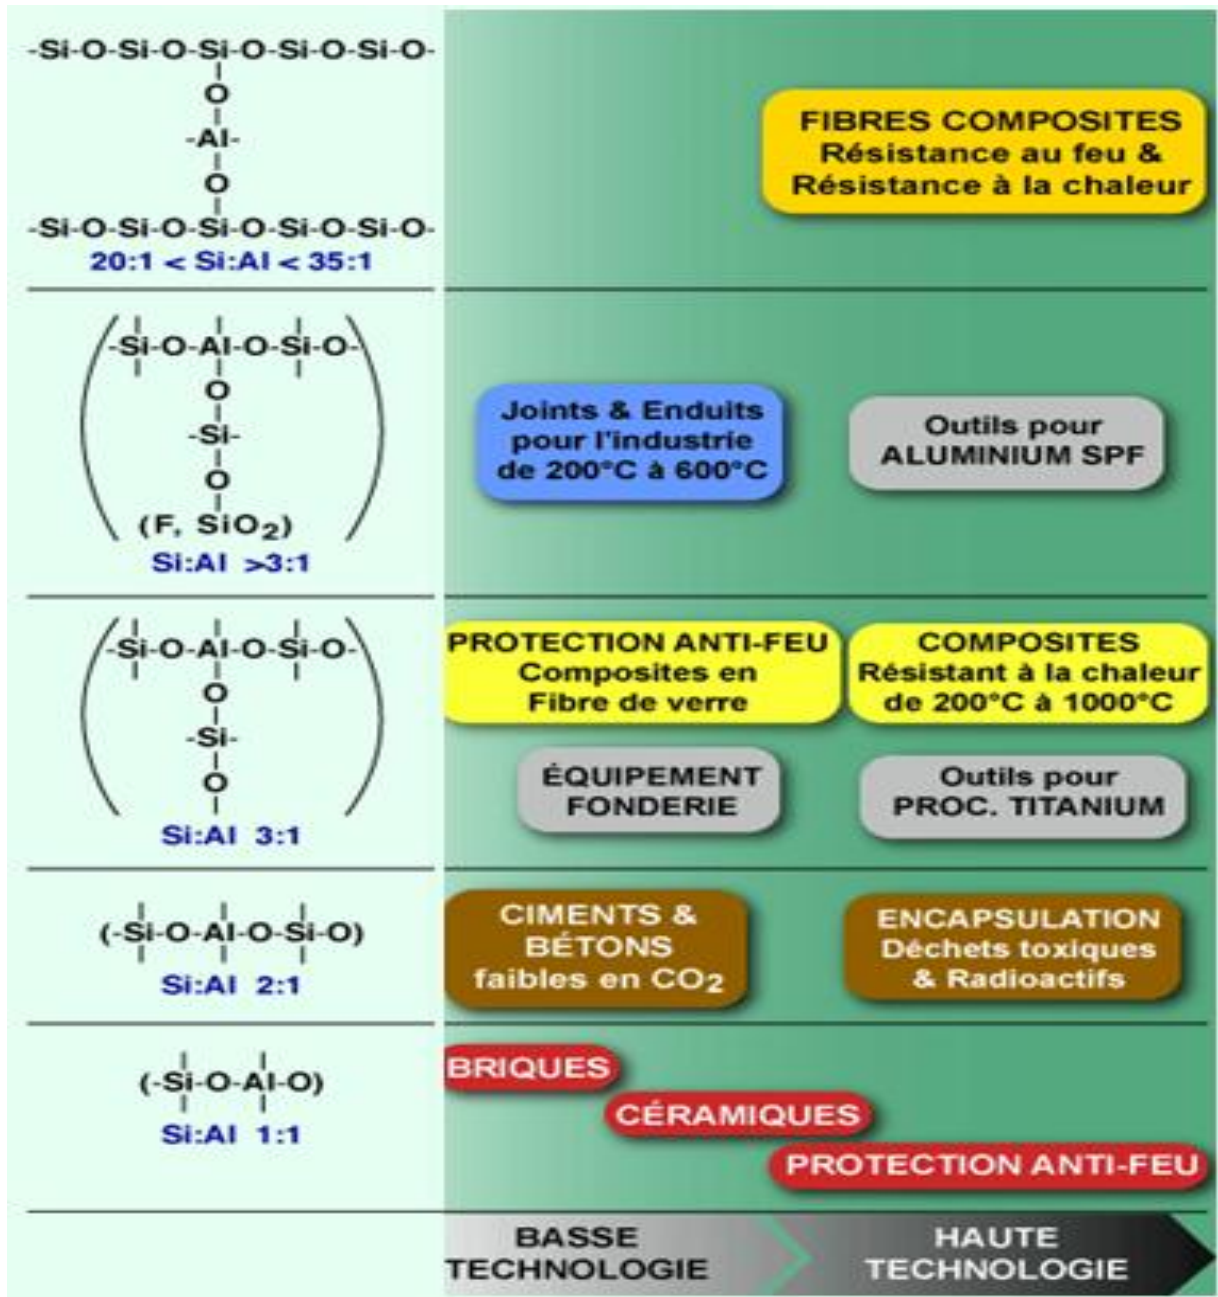 -Si-O-Si-O-Si-O-Si-O-Si-O-
O
-Al-
O
-Si-O-Si-O-Si-O-Si-O-Si-O-
20:1 < Si:Al < 35:1
FIBRES COMPOSITES
Résistance au feu &
Résistance à la chaleur
-Si-O-Al-O-Si-O-
O
-Si-
O
(F, SiO2)
Si:Al >3:1
Joints & Enduits
pour l'industrie
de 200°C à 600°C
Outils pour
ALUMINIUM SPF
-Si-O-Al-O-Si-O-
O
-Si-
O
Si:Al 3:1
PROTECTION ANTI-FEU
Composites en
Fibre de verre
COMPOSITES
Résistant à la chaleur
de 200°C à 1000°C
ÉQUIPEMENT
FONDERIE
Outils pour
PROC. TITANIUM
(-Si-O-Al-O-Si-O)
Si:Al 2:1
CIMENTS &
BÉTONS
faibles en CO2
ENCAPSULATION
Déchets toxiques
& Radioactifs
(-Si-O-Al-O)
Si:Al 1:1
BRIQUES
CÉRAMIQUES
PROTECTION ANTI-FEU
BASSE
TECHNOLOGIE
HAUTE
TECHNOLOGIE